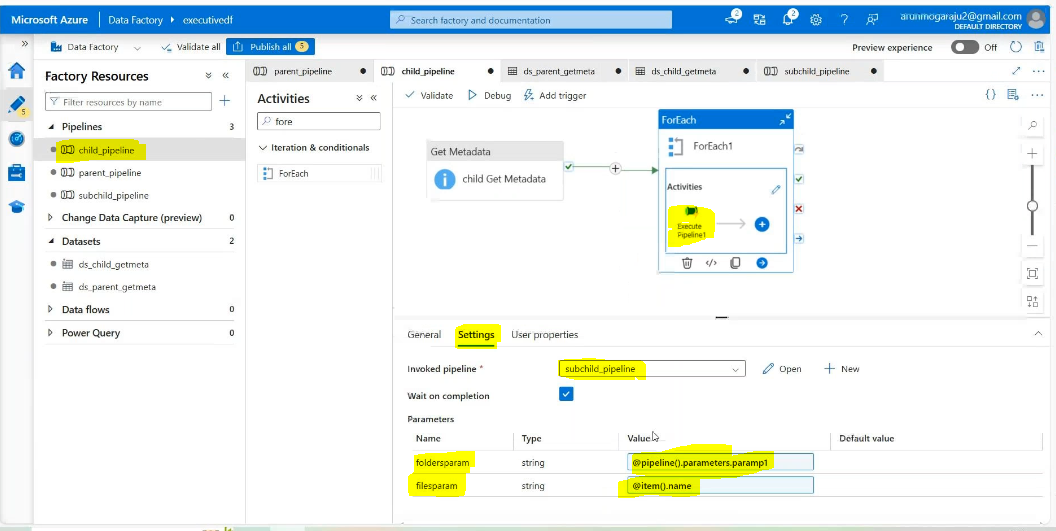 Microsoft Azure Data Factory executivedf
Search factory and documentation
2 2
arunmogaraju2@gmail.com
DEFAULT DIRECTORY
Data Factory Validate all Publish all 5
Preview experience Off
5
Factory Resources
Filter resources by name
Pipelines 3
child_pipeline
parent_pipeline
subchild_pipeline
Change Data Capture (preview) 0
Datasets 2
ds_child_getmeta
ds_parent_getmeta
Data flows 0
Power Query 0
parent_pipeline child_pipeline ds_parent_getmeta ds_child_getmeta subchild_pipeline
Activities
fore
Iteration & conditionals
ForEach
Validate Debug Add trigger
Get Metadata
child Get Metadata
ForEach
ForEach1
Activities
Execute
Pipeline1
General Settings User properties
Invoked pipeline * subchild_pipeline Open New
Wait on completion
Parameters
Name Type Value Default value
foldersparam string @pipeline().parameters.paramp1
filesparam string @item().name